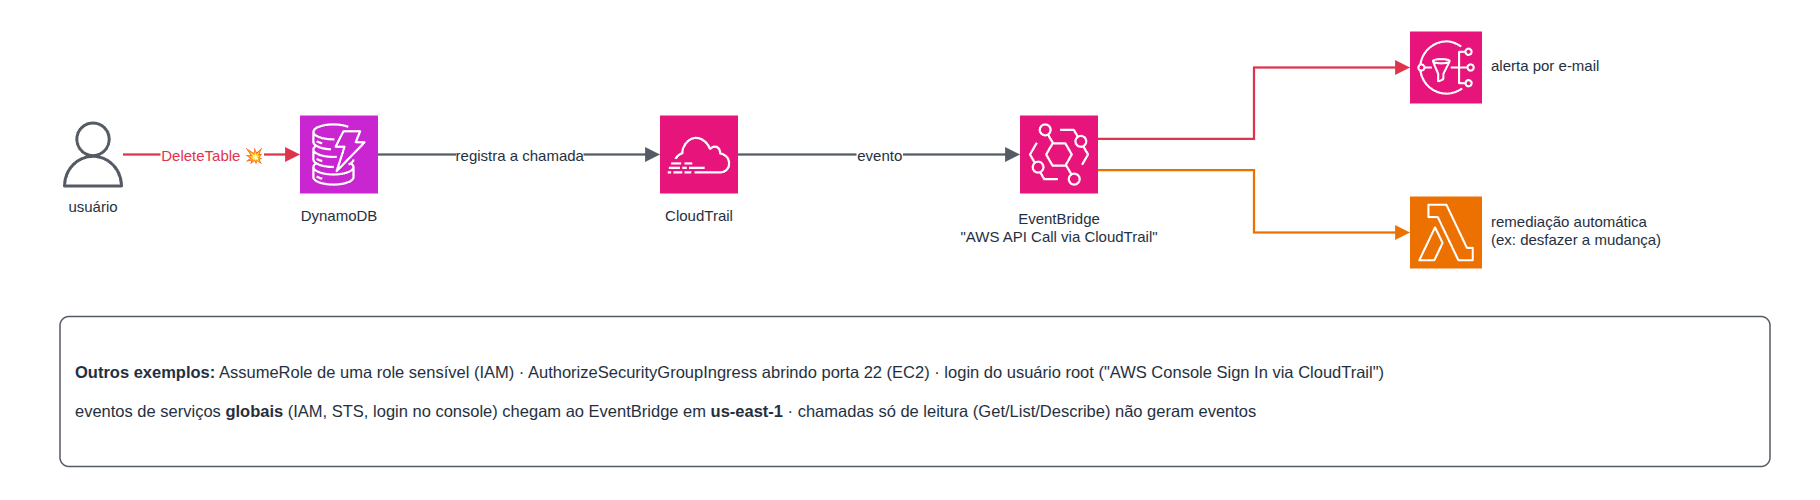 alerta por e-mail
DeleteTable 💥
registra a chamada
evento
usuário
DynamoDB
CloudTrail
EventBridge
"AWS API Call via CloudTrail"
remediação automática
(ex: desfazer a mudança)
Outros exemplos: AssumeRole de uma role sensível (IAM) · AuthorizeSecurityGroupIngress abrindo porta 22 (EC2) · login do usuário root ("AWS Console Sign In via CloudTrail")
eventos de serviços globais (IAM, STS, login no console) chegam ao EventBridge em us-east-1 · chamadas só de leitura (Get/List/Describe) não geram eventos